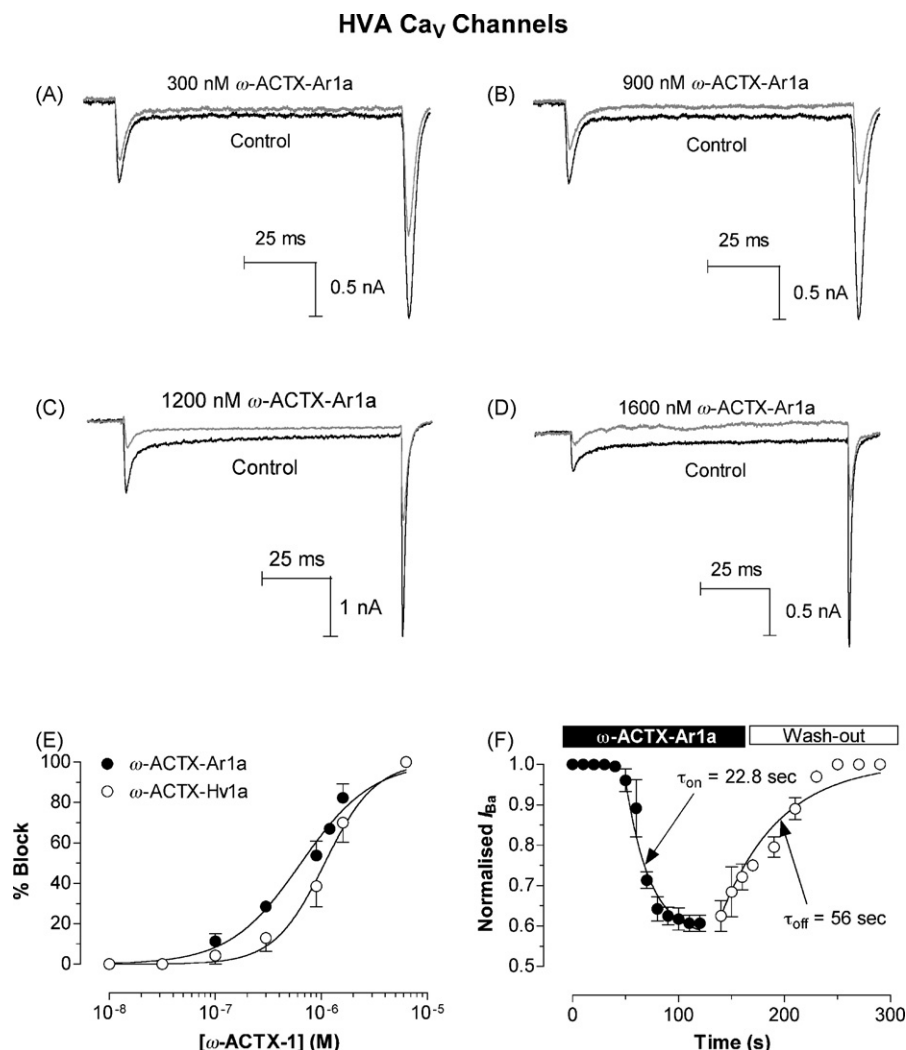 HVA CaV Channels
(A)
300 nM ω-ACTX-Ar1a
Control
25 ms
0.5 nA
(B)
900 nM ω-ACTX-Ar1a
Control
25 ms
0.5 nA
(C)
1200 nM ω-ACTX-Ar1a
Control
25 ms
1 nA
(D)
1600 nM ω-ACTX-Ar1a
Control
25 ms
0.5 nA
(E)
ω-ACTX-Ar1a
ω-ACTX-Hv1a
% Block
100
80
60
40
20
0
10⁻⁸
10⁻⁷
10⁻⁶
10⁻⁵
[ω-ACTX-1] (M)
(F)
ω-ACTX-Ar1a
Wash-out
Normalised IBa
1.0
0.9
0.8
0.7
0.6
0.5
τon = 22.8 sec
τoff = 56 sec
0
100
200
300
Time (s)